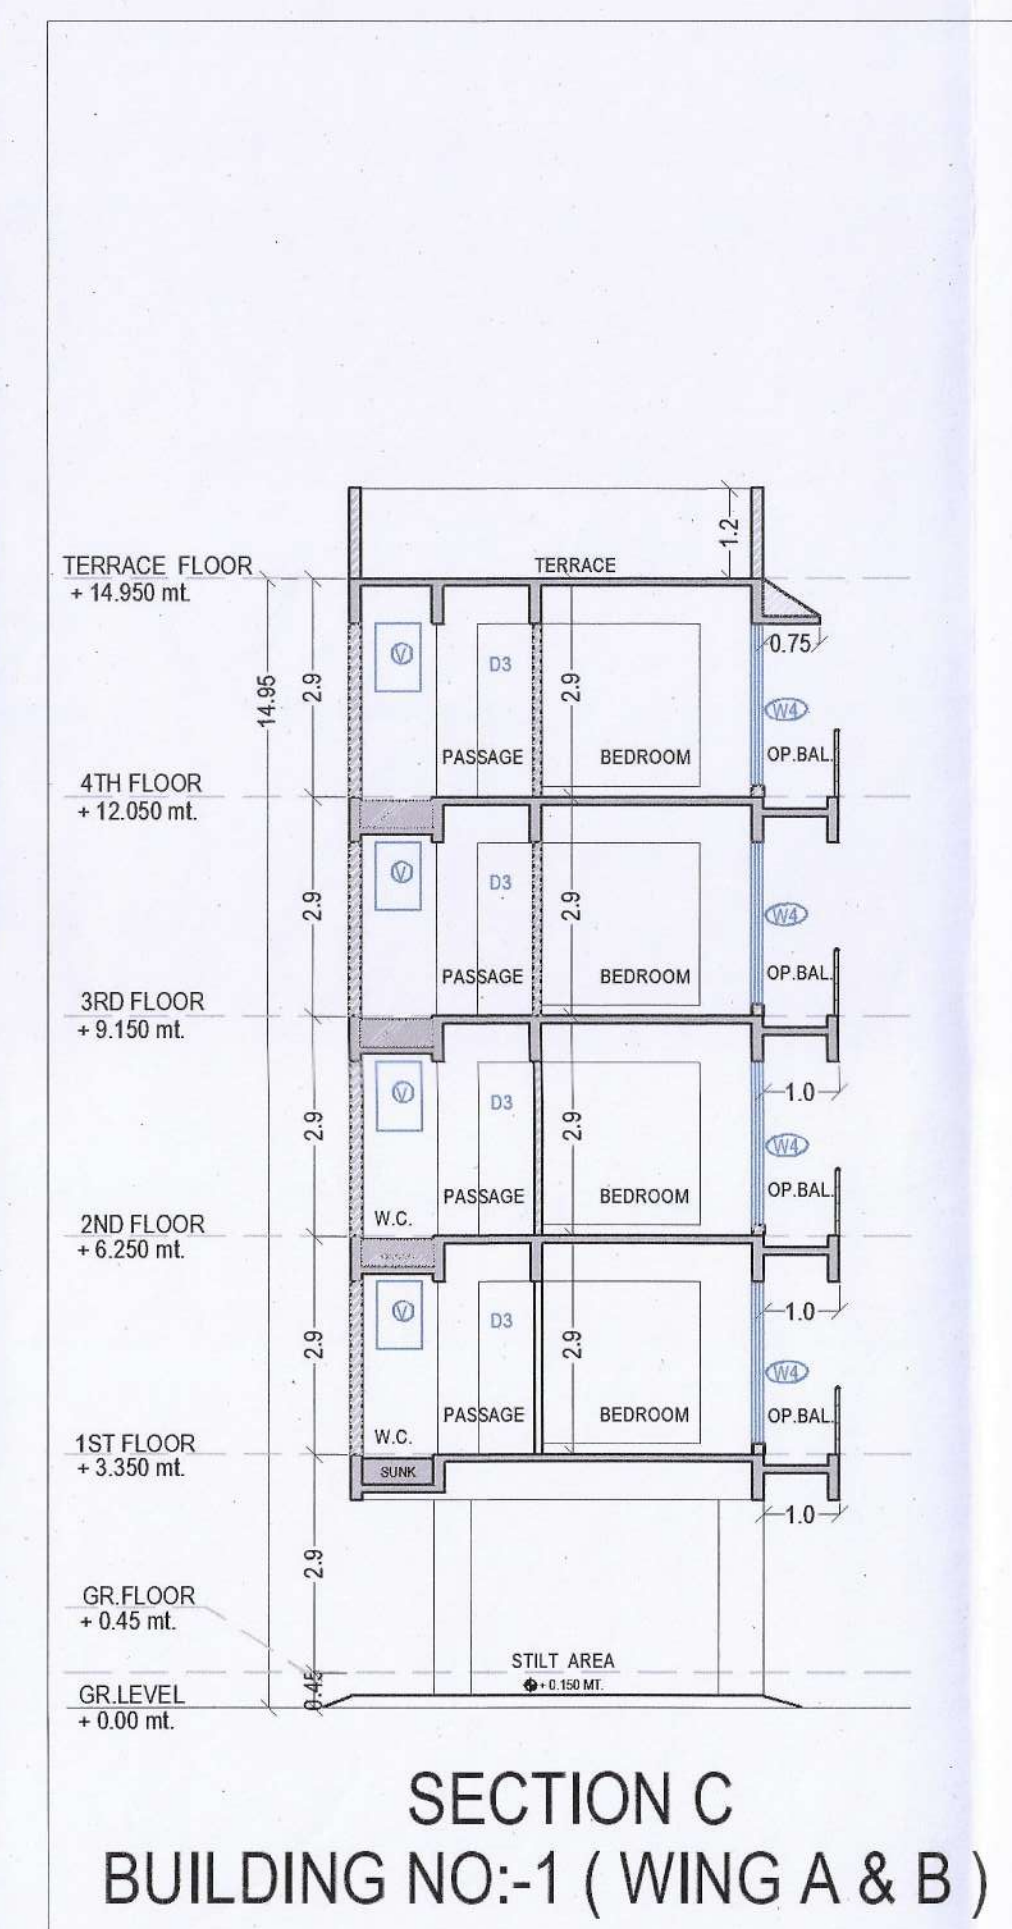 1.2
TERRACE FLOOR
+ 14.950 mt.
TERRACE
0.75
V
D3
14.95
2.9
2.9
W4
PASSAGE
BEDROOM
OP.BAL.
4TH FLOOR
+ 12.050 mt.
V
D3
2.9
2.9
W4
PASSAGE
BEDROOM
OP.BAL.
3RD FLOOR
+ 9.150 mt.
V
D3
1.0
2.9
2.9
W4
PASSAGE
BEDROOM
OP.BAL.
W.C.
2ND FLOOR
+ 6.250 mt.
V
D3
1.0
2.9
2.9
W4
PASSAGE
BEDROOM
OP.BAL.
W.C.
1ST FLOOR
+ 3.350 mt.
SUNK
1.0
2.9
GR.FLOOR
+ 0.45 mt.
STILT AREA
+ 0.150 MT.
0.45
GR.LEVEL
+ 0.00 mt.
SECTION C
BUILDING NO:-1 ( WING A & B )